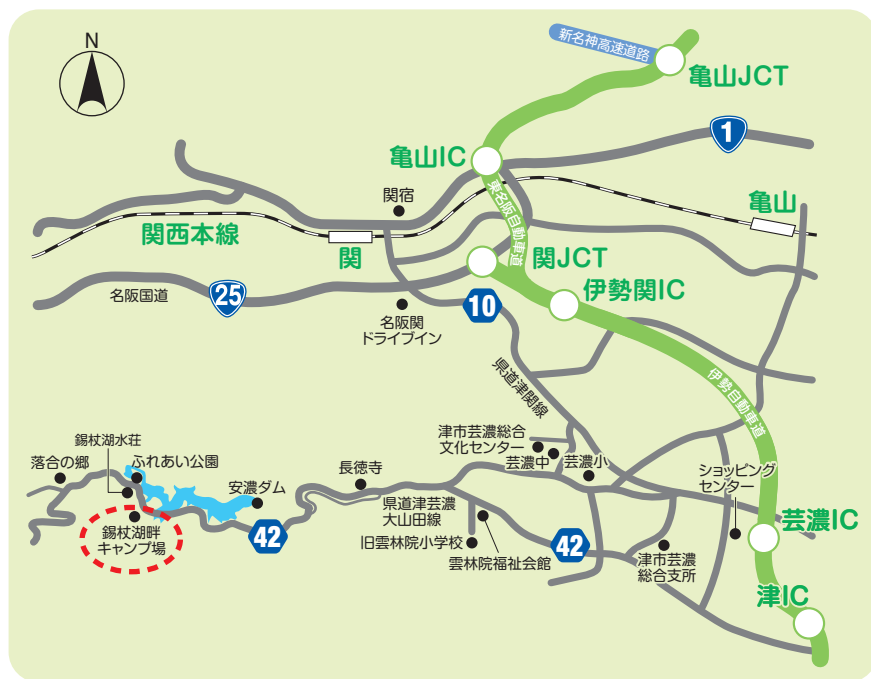 N
新名神高速道路
亀山JCT
1
亀山IC
関宿
東名阪自動車道
亀山
関西本線
関
関JCT
伊勢関IC
名阪国道
25
10
名阪関
ドライブイン
県道津関線
伊勢自動車道
津市芸濃総合
文化センター
芸濃中
芸濃小
ショッピング
センター
錫杖湖水荘
落合の郷
ふれあい公園
長徳寺
安濃ダム
県道津芸濃
大山田線
錫杖湖畔
キャンプ場
42
旧雲林院小学校
雲林院福祉会館
42
津市芸濃
総合支所
芸濃IC
津IC